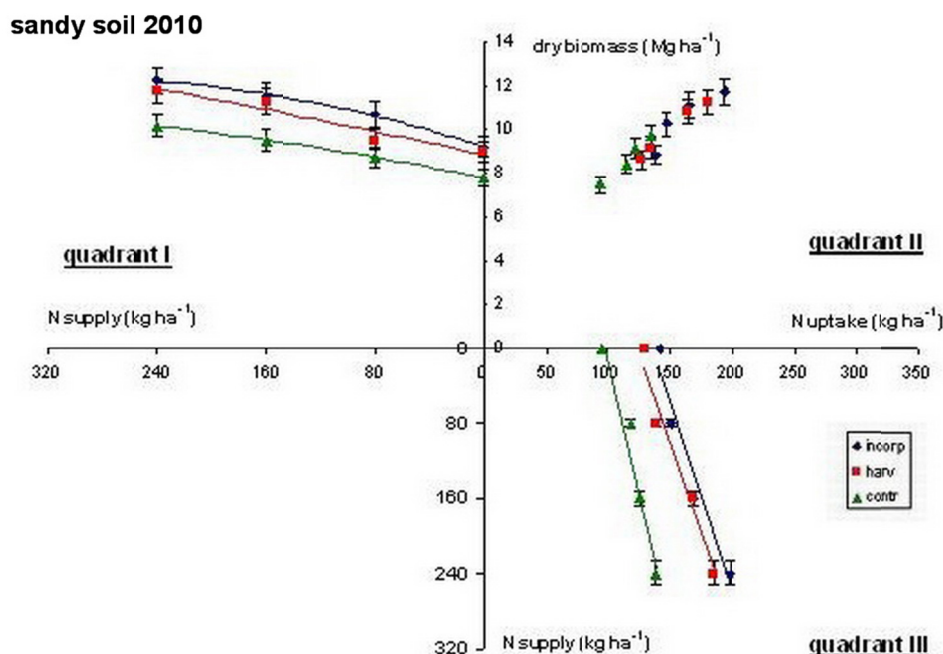 sandy soil 2010
14
dry biomass ( Mg ha⁻¹)
12
10
8
6
quadrant I
quadrant II
4
2
N supply (kg ha⁻¹)
N uptake (kg ha⁻¹)
0 0
320 240 160 80 0 50 100 150 200 250 300 350
80
incorp
harv
contr
160
240
320
N supply (kg ha⁻¹)
quadrant III